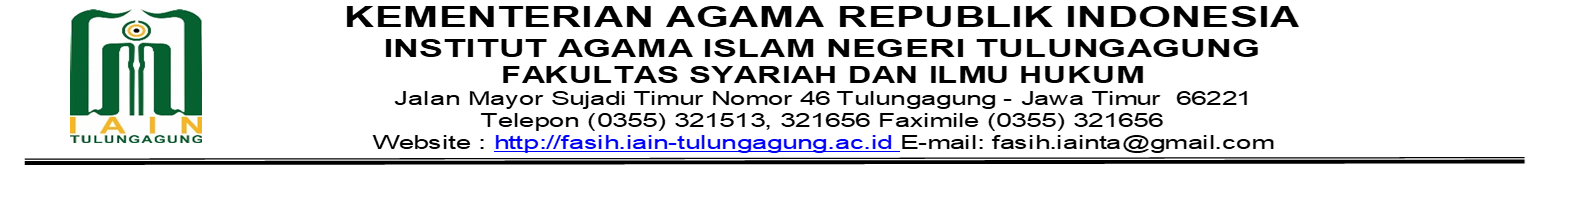 KEMENTERIAN AGAMA REPUBLIK INDONESIA
INSTITUT AGAMA ISLAM NEGERI TULUNGAGUNG
FAKULTAS SYARIAH DAN ILMU HUKUM
Jalan Mayor Sujadi Timur Nomor 46 Tulungagung - Jawa Timur 66221
Telepon (0355) 321513, 321656 Faximile (0355) 321656
Website : http://fasih.iain-tulungagung.ac.id E-mail: fasih.iainta@gmail.com
IAIN
TULUNGAGUNG